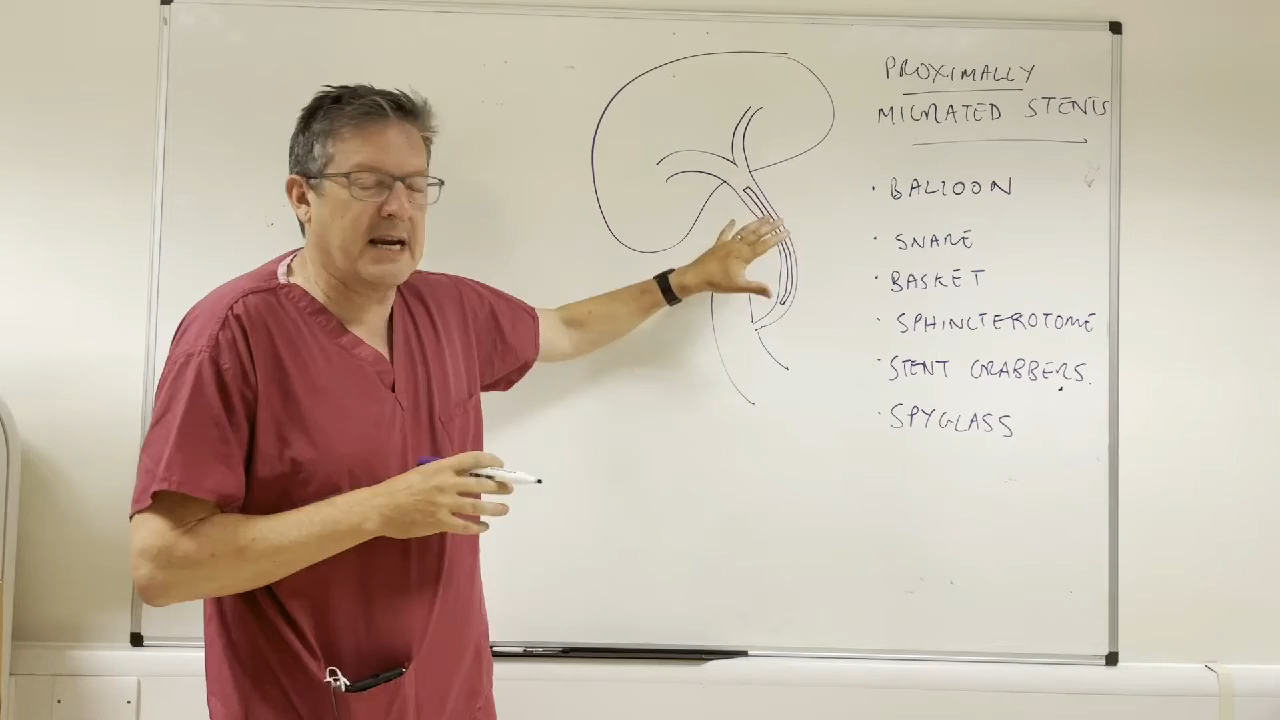 PROXIMALLY
MIGRATED STENTS
· BALLOON
· SNARE
· BASKET
· SPHINCTEROTOME
· STENT GRABBERS.
· SPYGLASS